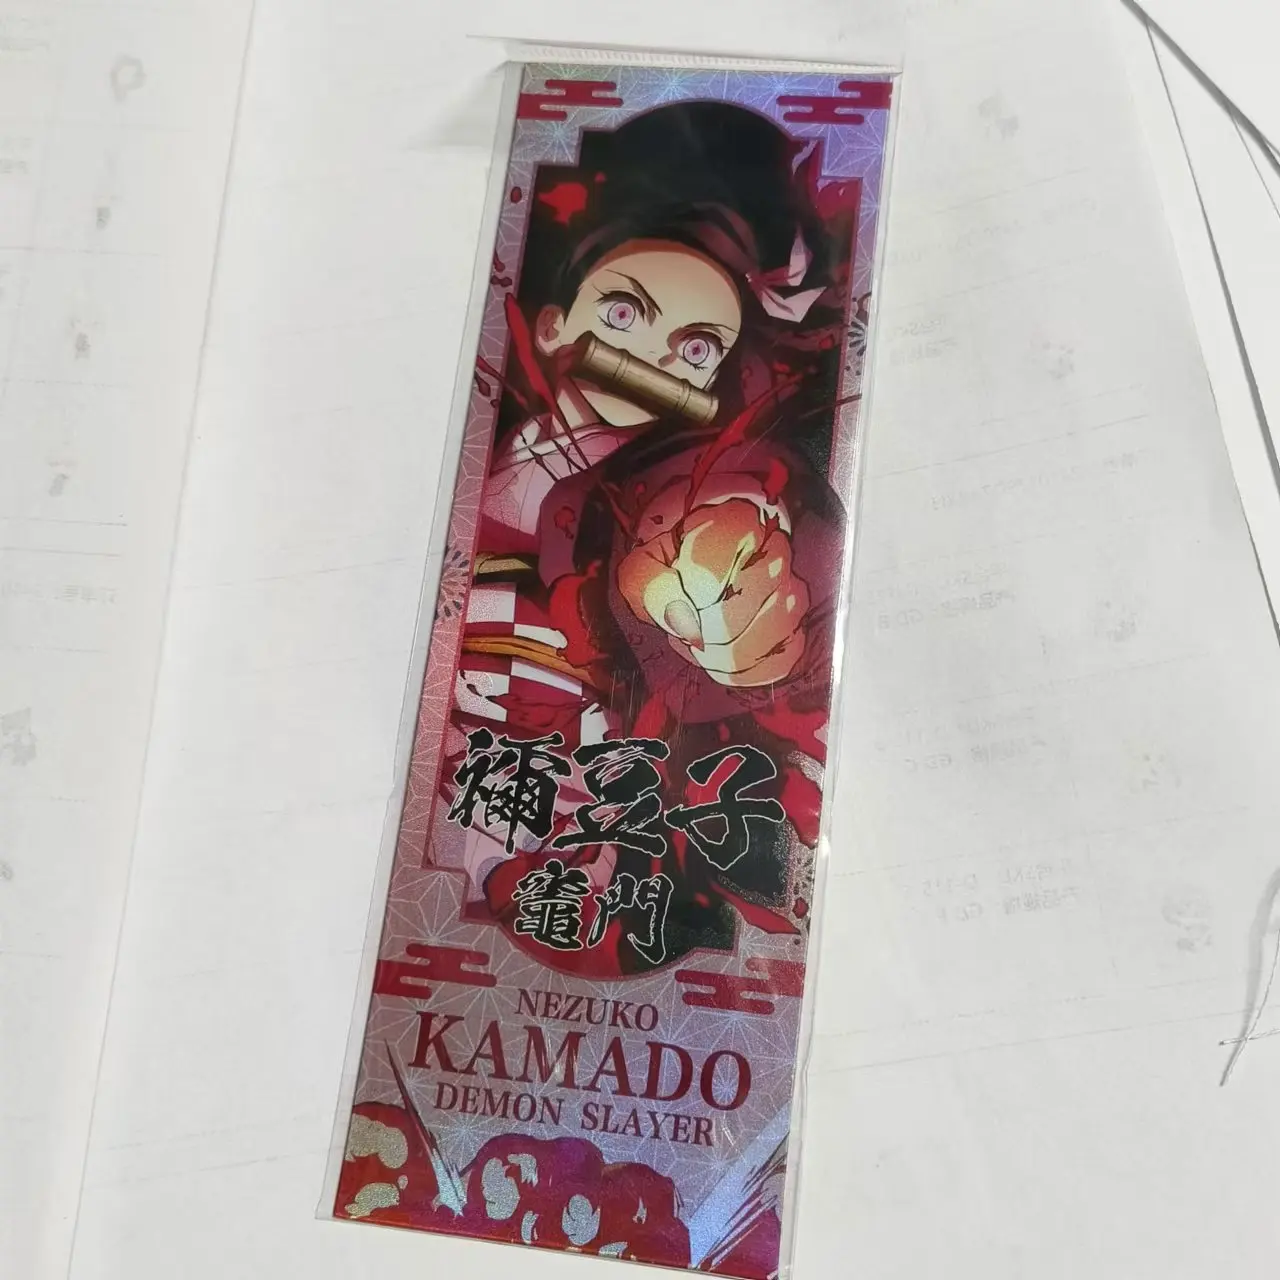 禰豆子
竈門
NEZUKO
KAMADO
DEMON SLAYER